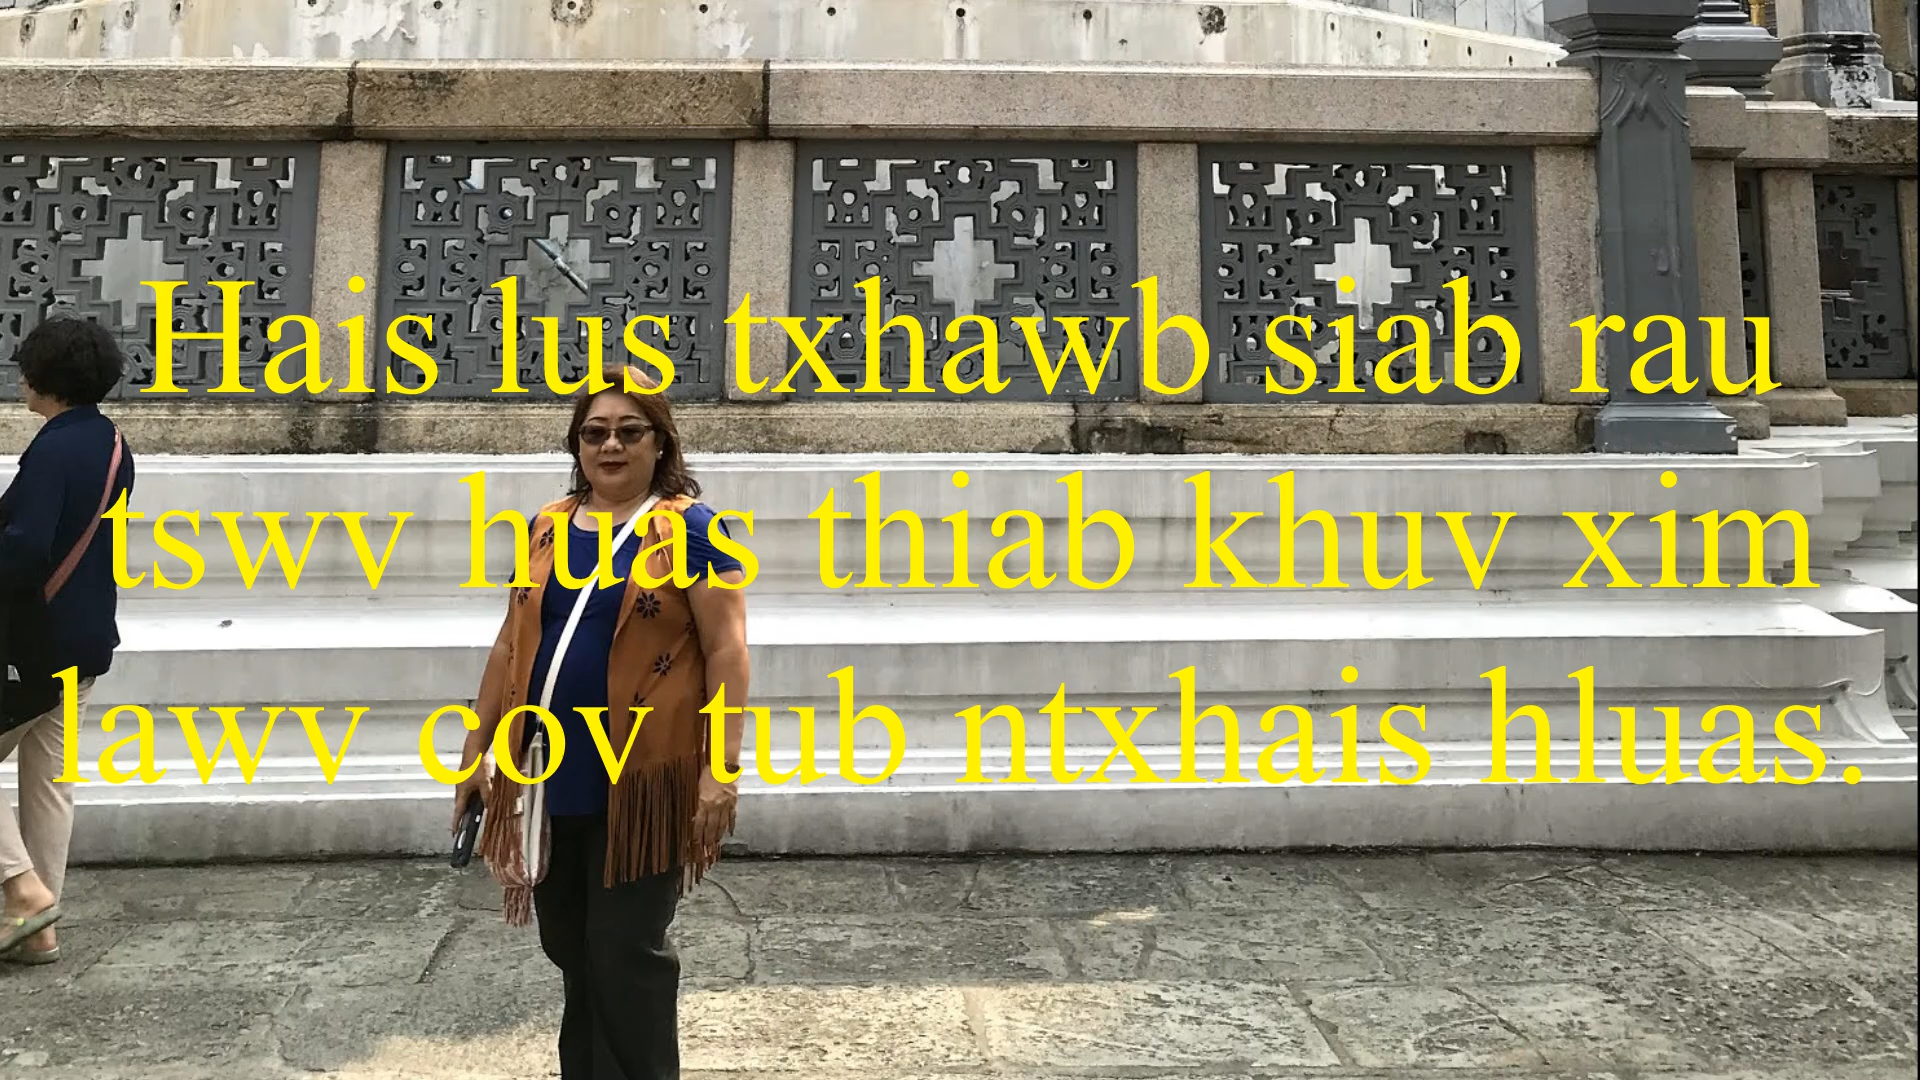 Hais lus txhawb siab rau
tswv huas thiab khuv xim
lawv cov tub ntxhais hluas.